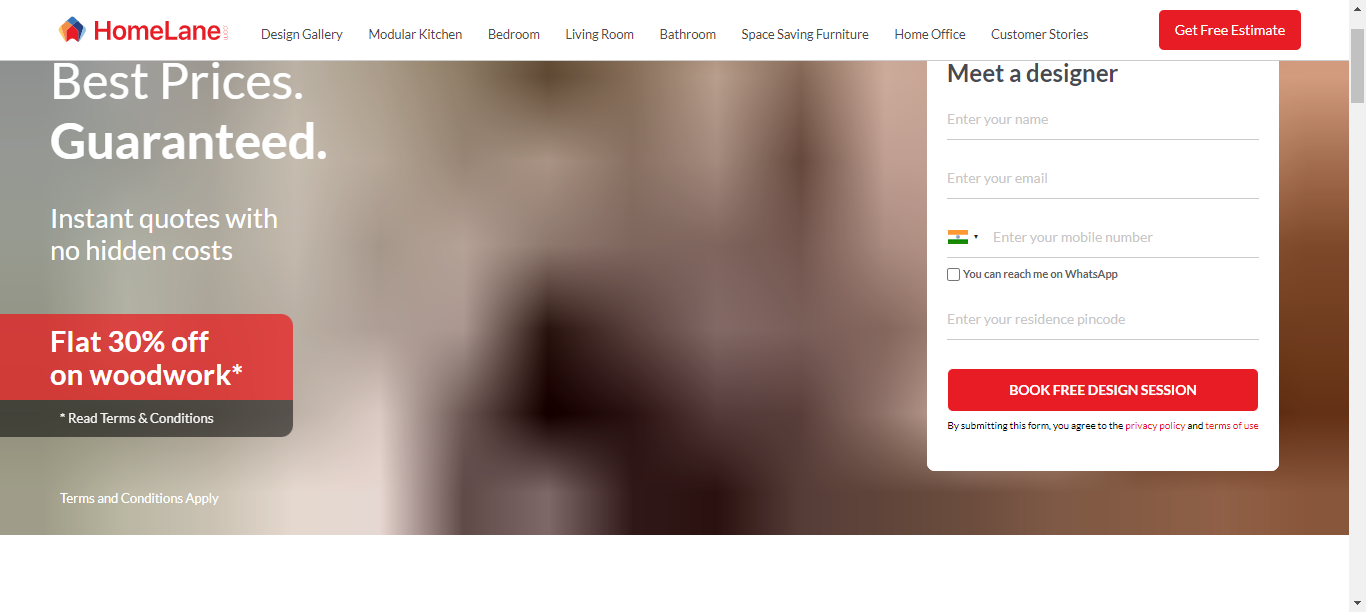 HomeLane
Design Gallery
Modular Kitchen
Bedroom
Living Room
Bathroom
Space Saving Furniture
Home Office
Customer Stories
Get Free Estimate
Best Prices.
Guaranteed.
Instant quotes with
no hidden costs
Flat 30% off
on woodwork*
* Read Terms & Conditions
Terms and Conditions Apply
Meet a designer
Enter your name
Enter your email
Enter your mobile number
You can reach me on WhatsApp
Enter your residence pincode
BOOK FREE DESIGN SESSION
By submitting this form, you agree to the privacy policy and terms of use